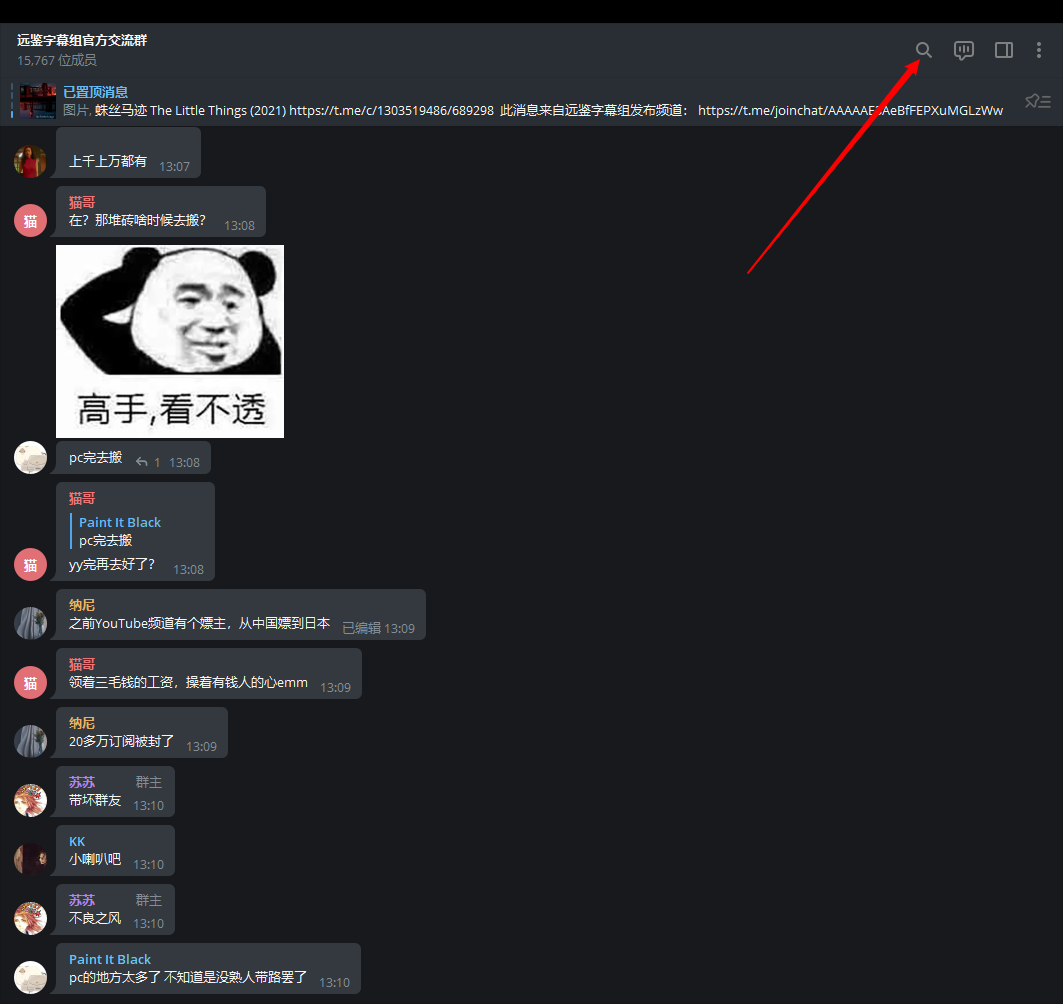 远鉴字幕组官方交流群
15,767 位成员
已置顶消息
图片, 蛛丝马迹 The Little Things (2021) https://t.me/c/1303519486/689298 此消息来自远鉴字幕组发布频道: https://t.me/joinchat/
上千上万都有 13:07
猫哥
猫 在？那堆砖啥时候去搬？ 13:08
高手,看不透
pc完去搬 1 13:08
猫哥
Paint It Black
pc完去搬
猫 yy完再去好了？ 13:08
纳尼
之前YouTube频道有个嫖主，从中国嫖到日本 已编辑 13:09
猫哥
猫 领着三毛钱的工资，操着有钱人的心emm 13:09
纳尼
20多万订阅被封了 13:09
苏苏 群主
带坏群友 13:10
KK
小喇叭吧 13:10
苏苏 群主
不良之风 13:10
Paint It Black
pc的地方太多了 不知道是没熟人带路罢了 13:10